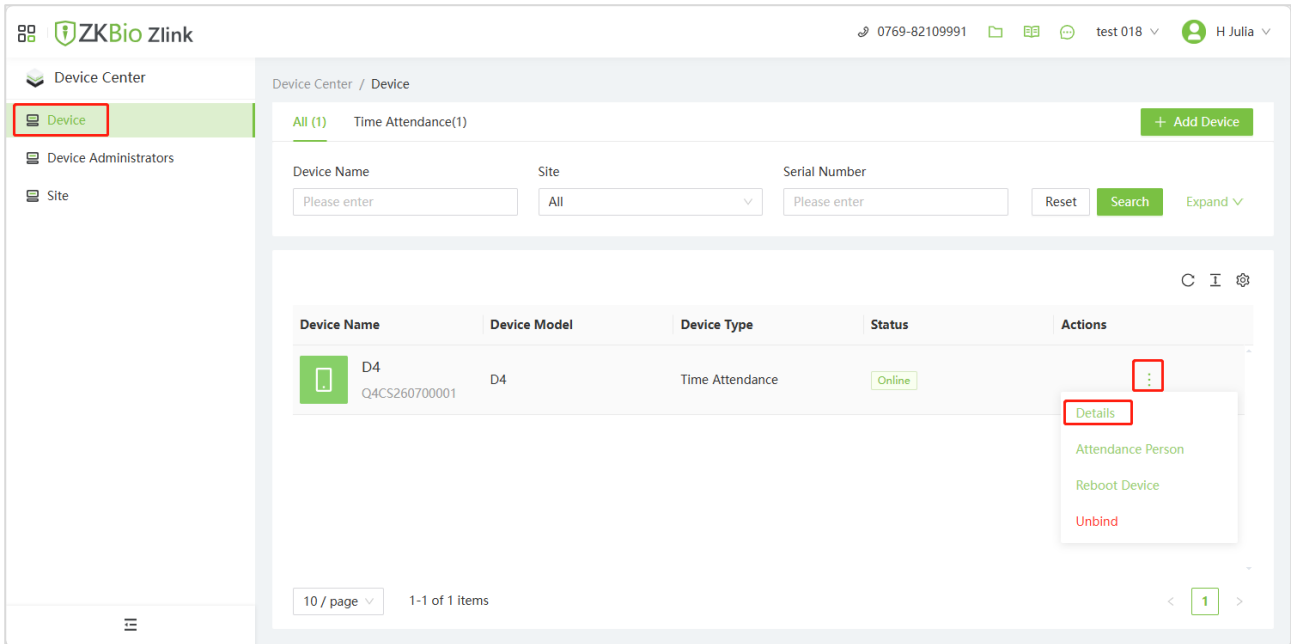 ZKBio Zlink
0769-82109991
test 018
H Julia
Device Center
Device
Device Administrators
Site
Device Center / Device
All (1) Time Attendance(1)
+ Add Device
Device Name Site Serial Number
Please enter All Please enter Reset Search Expand
Device Name Device Model Device Type Status Actions
D4
Q4CS260700001
D4 Time Attendance Online
Details
Attendance Person
Reboot Device
Unbind
10 / page 1-1 of 1 items < 1 >